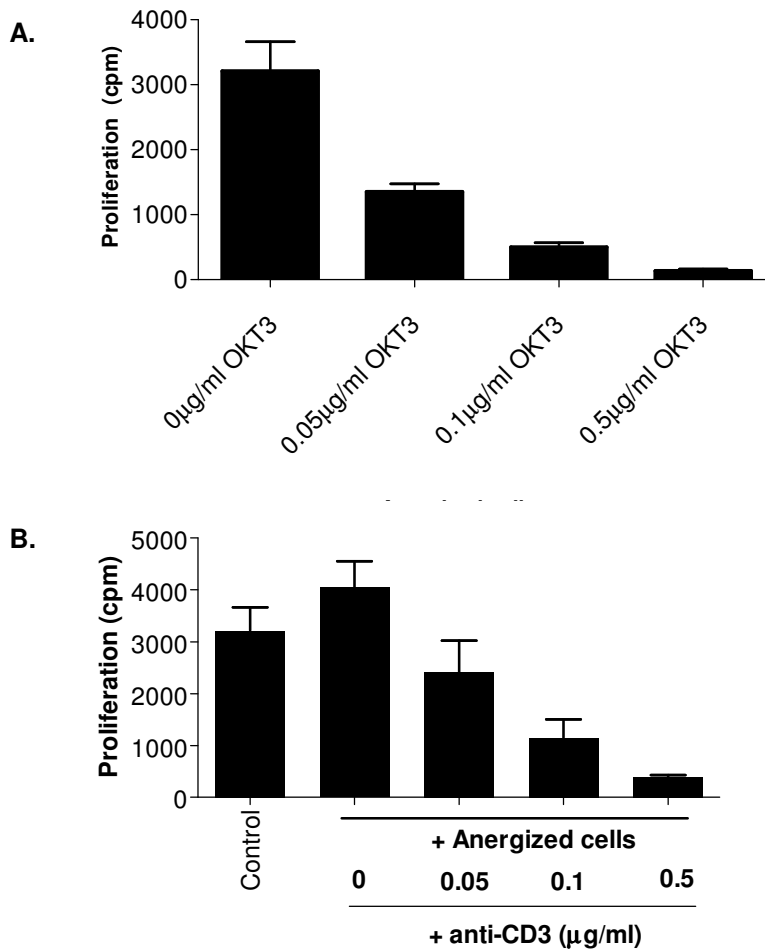 A.
Proliferation (cpm)
4000
3000
2000
1000
0
0µg/ml OKT3
0.05µg/ml OKT3
0.1µg/ml OKT3
0.5µg/ml OKT3
B.
Proliferation (cpm)
5000
4000
3000
2000
1000
0
Control
+ Anergized cells
0 0.05 0.1 0.5
+ anti-CD3 (µg/ml)